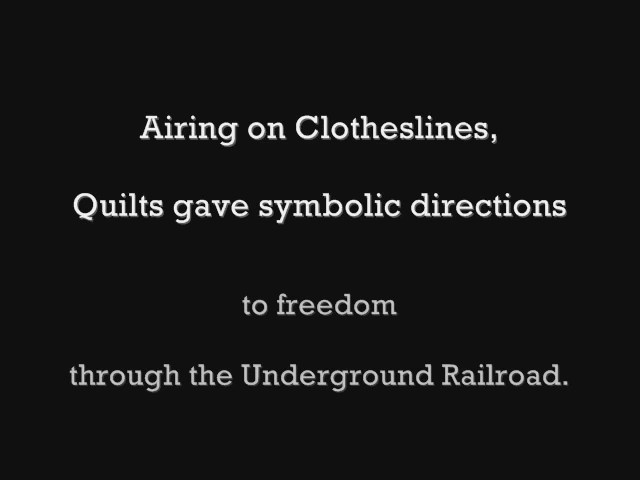 Airing on Clotheslines,
Quilts gave symbolic directions
to freedom
through the Underground Railroad.